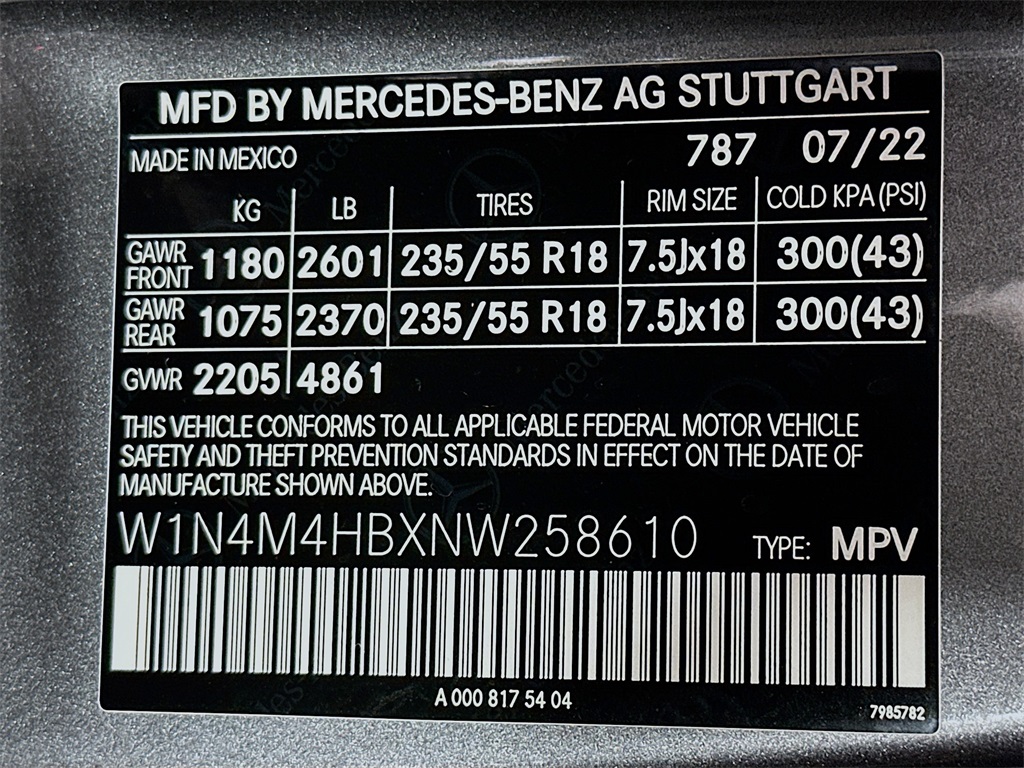 MFD BY MERCEDES-BENZ AG STUTTGART
MADE IN MEXICO 787 07/22
KG LB TIRES RIM SIZE COLD KPA (PSI)
GAWR FRONT 1180 2601 235/55 R18 7.5Jx18 300(43)
GAWR REAR 1075 2370 235/55 R18 7.5Jx18 300(43)
GVWR 2205 4861
THIS VEHICLE CONFORMS TO ALL APPLICABLE FEDERAL MOTOR VEHICLE
SAFETY AND THEFT PREVENTION STANDARDS IN EFFECT ON THE DATE OF
MANUFACTURE SHOWN ABOVE.
W1N4M4HBXNW258610 TYPE: MPV
A 000 817 54 04
7985782